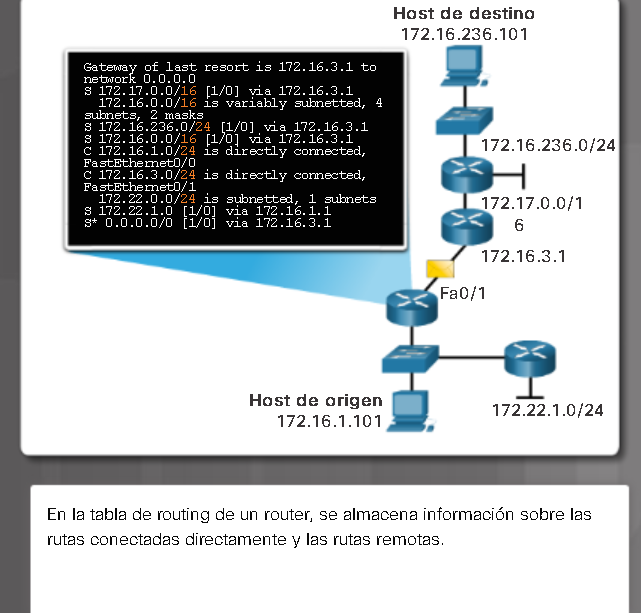 Host de destino
172.16.236.101
Gateway of last resort is 172.16.3.1 to
network 0.0.0.0
S 172.17.0.0/16 [1/0] via 172.16.3.1
172.16.0.0/16 is variably subnetted, 4
subnets, 2 masks
S 172.16.236.0/24 [1/0] via 172.16.3.1
S 172.16.0.0/16 [1/0] via 172.16.3.1
C 172.16.1.0/24 is directly connected,
FastEthernet0/0
C 172.16.3.0/24 is directly connected,
FastEthernet0/1
172.22.0.0/24 is subnetted, 1 subnets
S 172.22.1.0 [1/0] via 172.16.1.1
S* 0.0.0.0/0 [1/0] via 172.16.3.1
172.16.236.0/24
172.17.0.0/1
6
172.16.3.1
Fa0/1
Host de origen
172.16.1.101
172.22.1.0/24
En la tabla de routing de un router, se almacena información sobre las
rutas conectadas directamente y las rutas remotas.